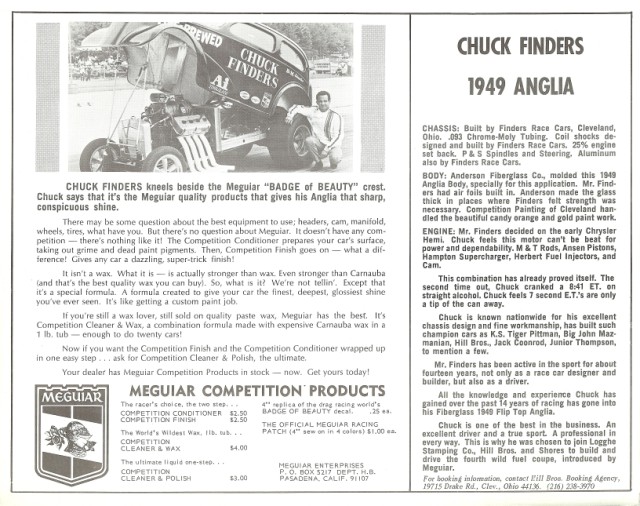 BREWED
CHUCK
FINDERS
A1
CHUCK FINDERS kneels beside the Meguiar "BADGE of BEAUTY" crest.
Chuck says that it's the Meguiar quality products that gives his Anglia that sharp,
conspicuous shine.
There may be some question about the best equipment to use; headers, cam, manifold,
wheels, tires, what have you. But there's no question about Meguiar. It doesn't have any com-
petition — there's nothing like it! The Competition Conditioner prepares your car's surface,
taking out grime and dead paint pigments. Then, Competition Finish goes on — what a dif-
ference! Gives any car a dazzling, super-trick finish!
It isn't a wax. What it is — is actually stronger than wax. Even stronger than Carnauba
(and that's the best quality wax you can buy). So, what is it? We're not tellin'. Except that
it's a special formula. A formula created to give your car the finest, deepest, glossiest shine
you've ever seen. It's like getting a custom paint job.
If you're still a wax lover, still sold on quality paste wax, Meguiar has the best. It's
Competition Cleaner & Wax, a combination formula made with expensive Carnauba wax in a
1 lb. tub — enough to do twenty cars!
Now if you want the Competition Finish and the Competition Conditioner wrapped up
in one easy step . . . ask for Competition Cleaner & Polish, the ultimate.
Your dealer has Meguiar Competition Products in stock — now. Get yours today!
MEGUIAR
MEGUIAR COMPETITION PRODUCTS
The racer's choice, the two step. . .
COMPETITION CONDITIONER $2.50
COMPETITION FINISH $2.50
The World's Wildest Wax, 1lb. tub. . .
COMPETITION
CLEANER & WAX $4.00
The ultimate liquid one-step. . .
COMPETITION
CLEANER & POLISH $3.00
4" replica of the drag racing world's
BADGE OF BEAUTY decal. .25 ea.
THE OFFICIAL MEGUIAR RACING
PATCH (4" sew on in 4 colors) $1.00 ea.
MEGUIAR ENTERPRISES
P. O. BOX 5217 DEPT. H.B.
PASADENA, CALIF. 91107
CHUCK FINDERS
1949 ANGLIA
CHASSIS: Built by Finders Race Cars, Cleveland,
Ohio. .093 Chrome-Moly Tubing. Coil shocks de-
signed and built by Finders Race Cars. 25% engine
set back. P & S Spindles and Steering. Aluminum
also by Finders Race Cars.
BODY: Anderson Fiberglass Co., molded this 1949
Anglia Body, specially for this application. Mr. Find-
ers had air foils built in. Anderson made the glass
thick in places where Finders felt strength was
necessary. Competition Painting of Cleveland han-
dled the beautiful candy orange and gold paint work.
ENGINE: Mr. Finders decided on the early Chrysler
Hemi. Chuck feels this motor can't be beat for
power and dependability. M & T Rods, Ansen Pistons,
Hampton Supercharger, Herbert Fuel Injectors, and
Cam.
This combination has already proved itself. The
second time out, Chuck cranked a 8:41 ET. on
straight alcohol. Chuck feels 7 second E.T.'s are only
a tip of the can away.
Chuck is known nationwide for his excellent
chassis design and fine workmanship, has built such
champion cars as K.S. Tiger Pittman, Big John Maz-
manian, Hill Bros., Jack Coonrod, Junior Thompson,
to mention a few.
Mr. Finders has been active in the sport for about
fourteen years, not only as a race car designer and
builder, but also as a driver.
All the knowledge and experience Chuck has
gained over the past 14 years of racing has gone into
his Fiberglass 1949 Flip Top Anglia.
Chuck is one of the best in the business. An
excellent driver and a true sport. A professional in
every way. This is why he was chosen to join Logghe
Stamping Co., Hill Bros. and Shores to build and
drive the fourth wild fuel coupe, introduced by
Meguiar.
For booking information, contact Hill Bros. Booking Agency,
19715 Drake Rd., Clev., Ohio 44136. (216) 238-3970